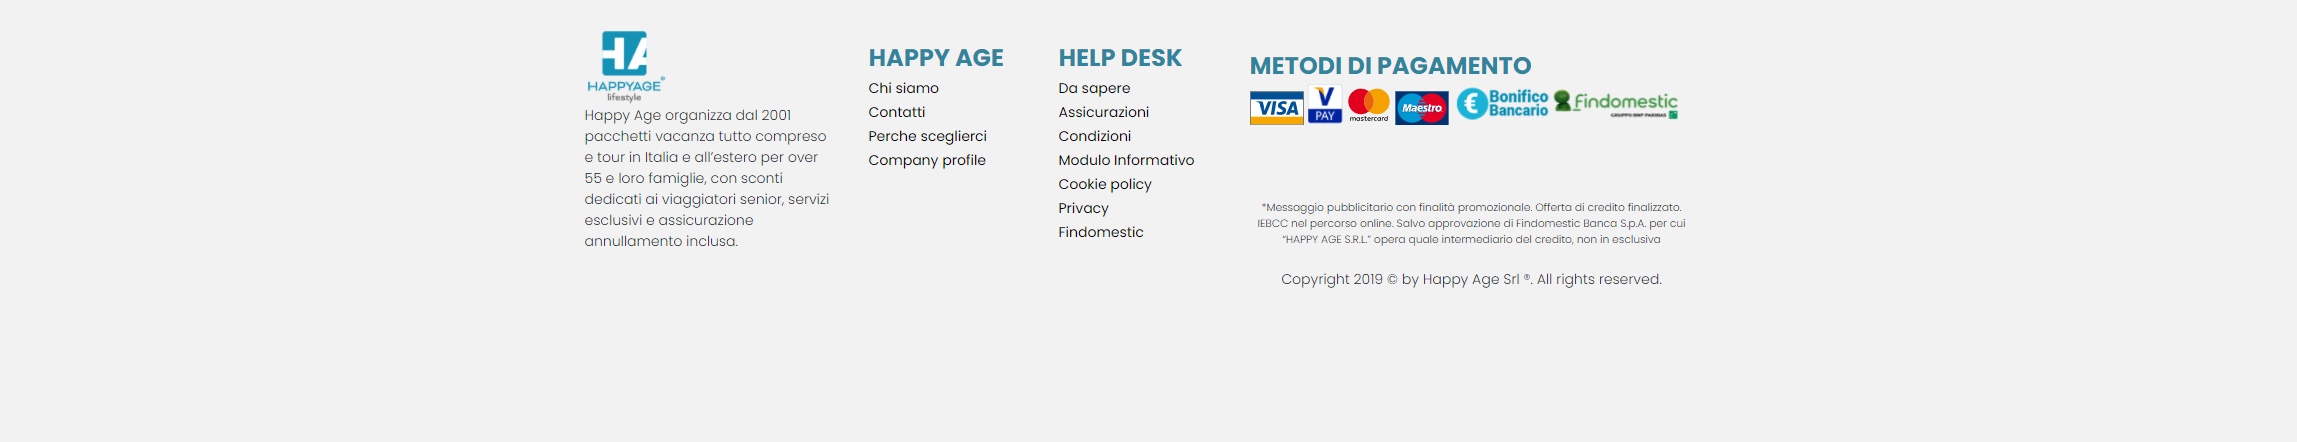 HA
HAPPYAGE®
lifestyle
Happy Age organizza dal 2001
pacchetti vacanza tutto compreso
e tour in Italia e all’estero per over
55 e loro famiglie, con sconti
dedicati ai viaggiatori senior, servizi
esclusivi e assicurazione
annullamento inclusa.
HAPPY AGE
Chi siamo
Contatti
Perche sceglierci
Company profile
HELP DESK
Da sapere
Assicurazioni
Condizioni
Modulo Informativo
Cookie policy
Privacy
Findomestic
METODI DI PAGAMENTO
VISA
V PAY
mastercard
Maestro
€ Bonifico
Bancario
Findomestic
GRUPPO BNP PARIBAS
*Messaggio pubblicitario con finalità promozionale. Offerta di credito finalizzato.
IEBCC nel percorso online. Salvo approvazione di Findomestic Banca S.p.A. per cui
“HAPPY AGE S.R.L.” opera quale intermediario del credito, non in esclusiva
Copyright 2019 © by Happy Age Srl ®. All rights reserved.